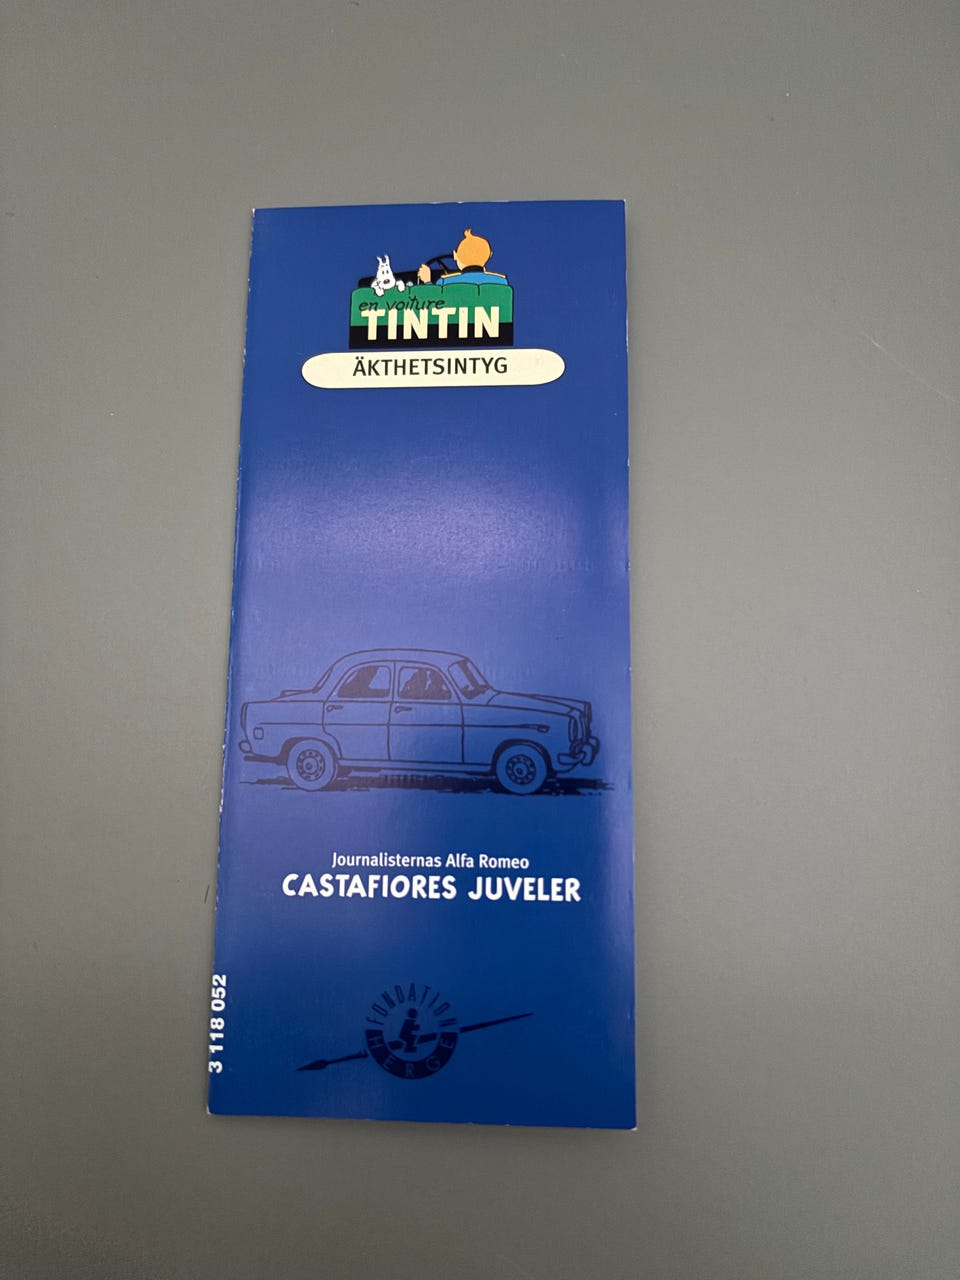 en voiture
TINTIN
ÄKTHETSINTYG
Journalisternas Alfa Romeo
CASTAFIORES JUVELER
3 118 052
FONDATION
HERGÉ